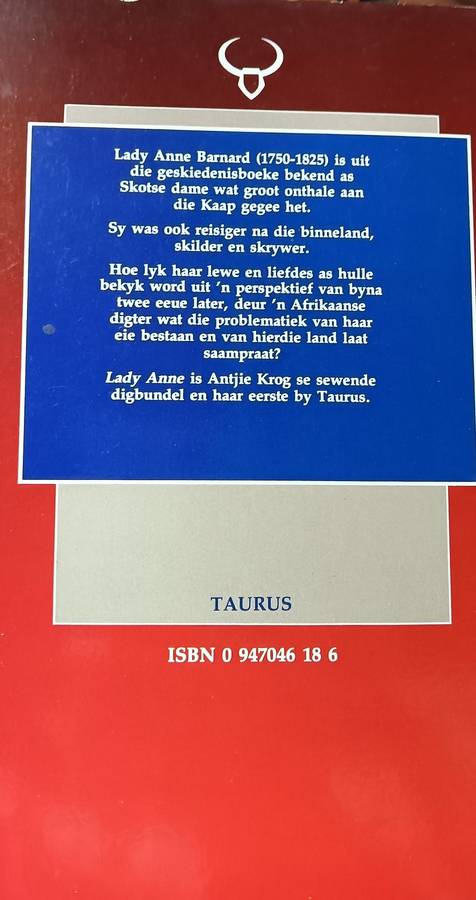 Lady Anne Barnard (1750-1825) is uit
die geskiedenisboeke bekend as
Skotse dame wat groot onthale aan
die Kaap gegee het.
Sy was ook reisiger na die binneland,
skilder en skrywer.
Hoe lyk haar lewe en liefdes as hulle
bekyk word uit 'n perspektief van byna
twee eeue later, deur 'n Afrikaanse
digter wat die problematiek van haar
eie bestaan en van hierdie land laat
saampraat?
Lady Anne is Antjie Krog se sewende
digbundel en haar eerste by Taurus.
TAURUS
ISBN 0 947046 18 6